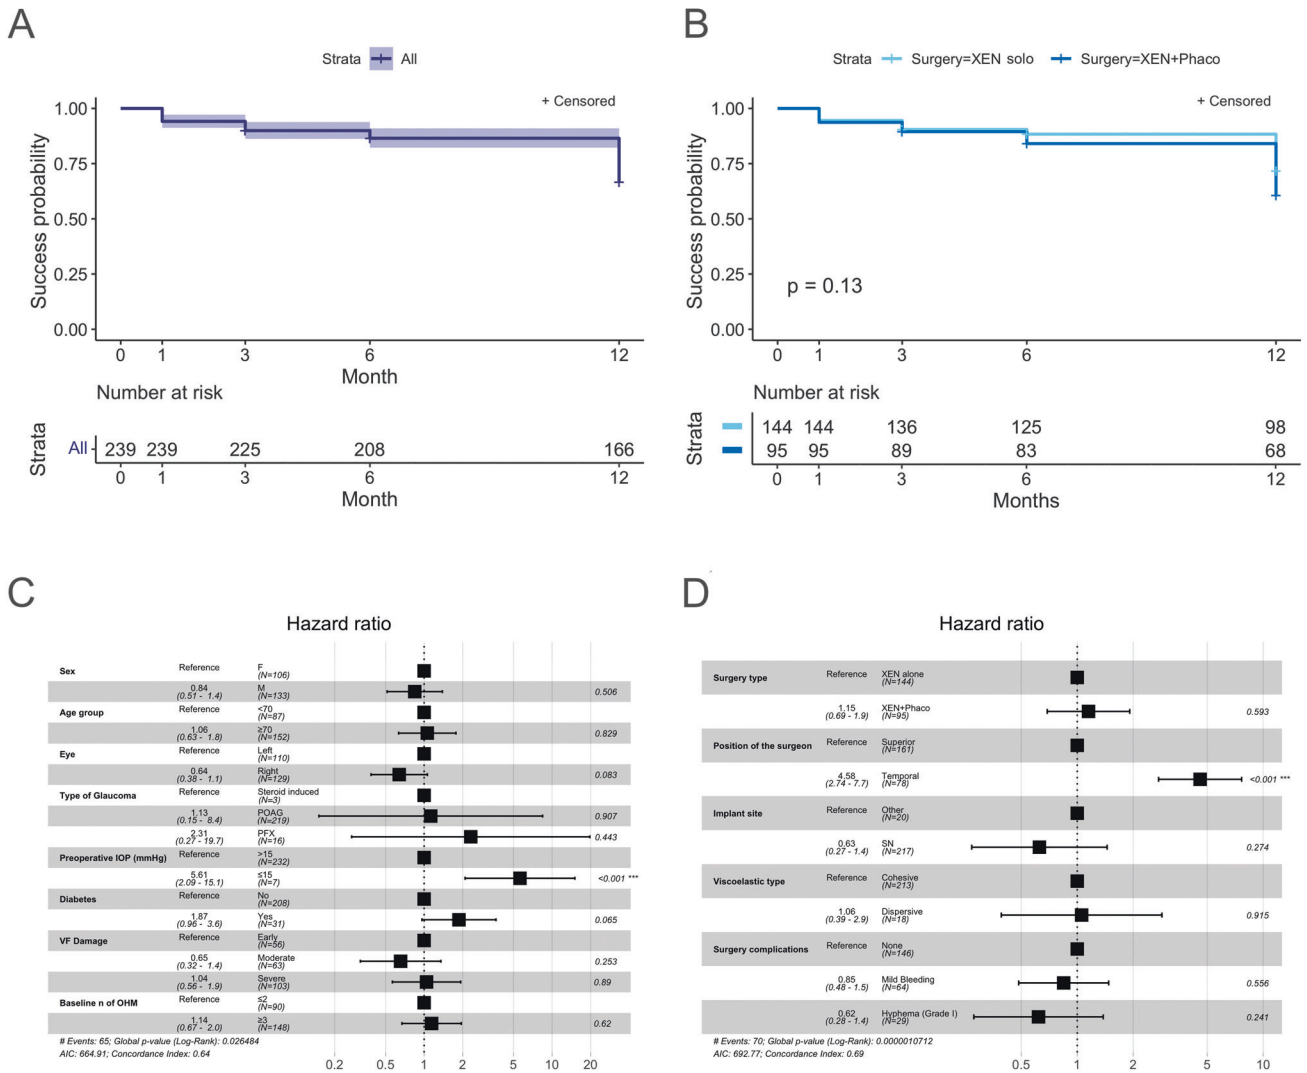 A
Strata All
+ Censored
Success probability
1.00
0.75
0.50
0.25
0.00
0 1 3 6 12
Month
Number at risk
Strata
All 239 239 225 208 166
0 1 3 6 12
Month
B
Strata Surgery=XEN solo Surgery=XEN+Phaco
+ Censored
Success probability
1.00
0.75
0.50
0.25
0.00
p = 0.13
0 1 3 6 12
Month
Number at risk
Strata
144 144 136 125 98
95 95 89 83 68
0 1 3 6 12
Months
C
Hazard ratio
Sex Reference F
(N=106)
0.84 M
(0.51 - 1.4) (N=133) 0.506
Age group Reference <70
(N=87)
1.06 ≥70
(0.63 - 1.8) (N=152) 0.829
Eye Reference Left
(N=110)
0.64 Right
(0.38 - 1.1) (N=129) 0.083
Type of Glaucoma Reference Steroid induced
(N=3)
1.13 POAG
(0.15 - 8.4) (N=219) 0.907
2.31 PFX
(0.27 - 19.7) (N=16) 0.443
Preoperative IOP (mmHg) Reference >15
(N=232)
5.61 ≤15
(2.09 - 15.1) (N=7) <0.001 ***
Diabetes Reference No
(N=208)
1.87 Yes
(0.96 - 3.6) (N=31) 0.065
VF Damage Reference Early
(N=56)
0.65 Moderate
(0.32 - 1.4) (N=63) 0.253
1.04 Severe
(0.56 - 1.9) (N=103) 0.89
Baseline n of OHM Reference ≤2
(N=90)
1.14 ≥3
(0.67 - 2.0) (N=148) 0.62
# Events: 65; Global p-value (Log-Rank): 0.026484
AIC: 664.91; Concordance Index: 0.64
0.2 0.5 1 2 5 10 20
D
Hazard ratio
Surgery type Reference XEN alone
(N=144)
1.15 XEN+Phaco
(0.69 - 1.9) (N=95) 0.593
Position of the surgeon Reference Superior
(N=161)
4.58 Temporal
(2.74 - 7.7) (N=78) <0.001 ***
Implant site Reference Other
(N=20)
0.63 SN
(0.27 - 1.4) (N=217) 0.274
Viscoelastic type Reference Cohesive
(N=213)
1.06 Dispersive
(0.39 - 2.9) (N=18) 0.915
Surgery complications Reference None
(N=146)
0.85 Mild Bleeding
(0.48 - 1.5) (N=64) 0.556
0.62 Hyphema (Grade I)
(0.28 - 1.4) (N=29) 0.241
# Events: 70; Global p-value (Log-Rank): 0.0000010712
AIC: 692.77; Concordance Index: 0.69
0.5 1 2 5 10